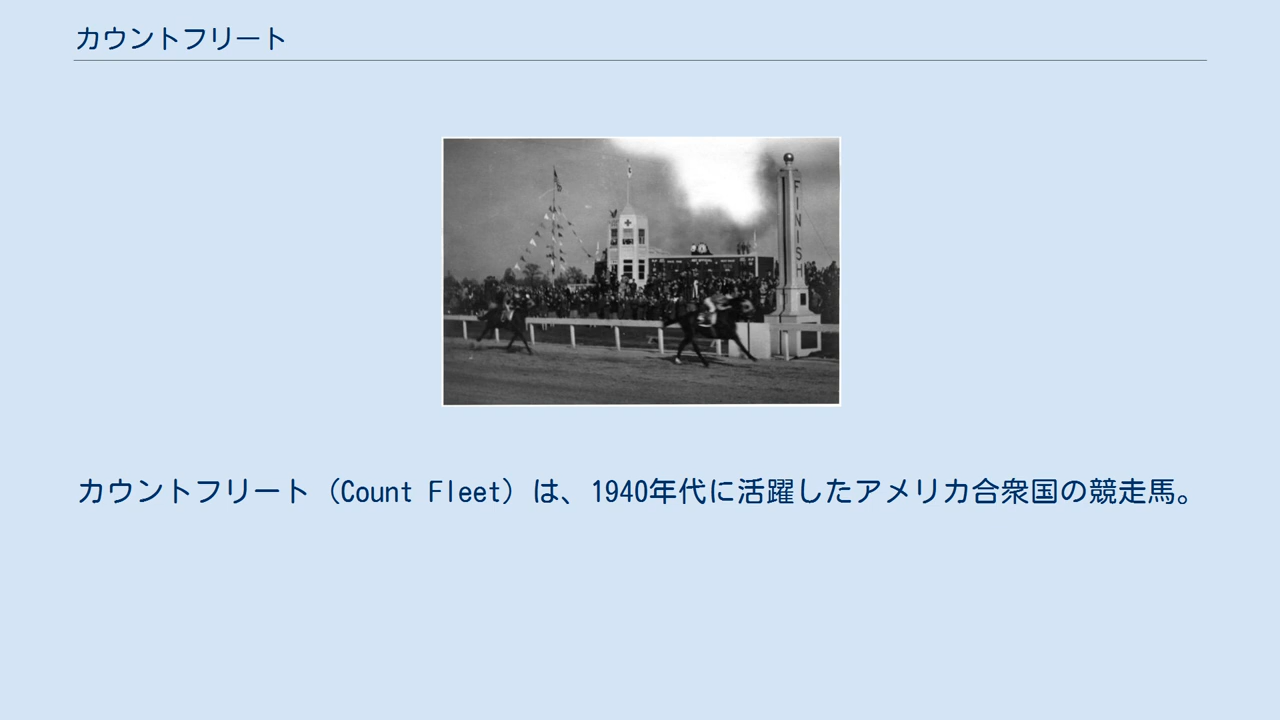 カウントフリート
FINISH
カウントフリート（Count Fleet）は、1940年代に活躍したアメリカ合衆国の競走馬。